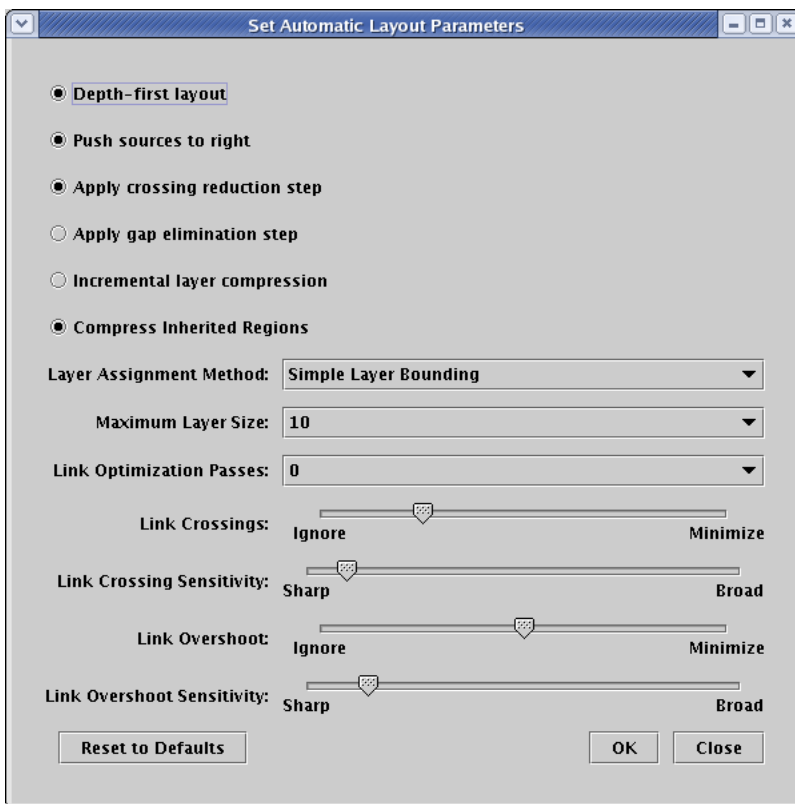 Set Automatic Layout Parameters
Depth-first layout
Push sources to right
Apply crossing reduction step
Apply gap elimination step
Incremental layer compression
Compress Inherited Regions
Layer Assignment Method: Simple Layer Bounding
Maximum Layer Size: 10
Link Optimization Passes: 0
Link Crossings:
Ignore Minimize
Link Crossing Sensitivity:
Sharp Broad
Link Overshoot:
Ignore Minimize
Link Overshoot Sensitivity:
Sharp Broad
Reset to Defaults OK Close